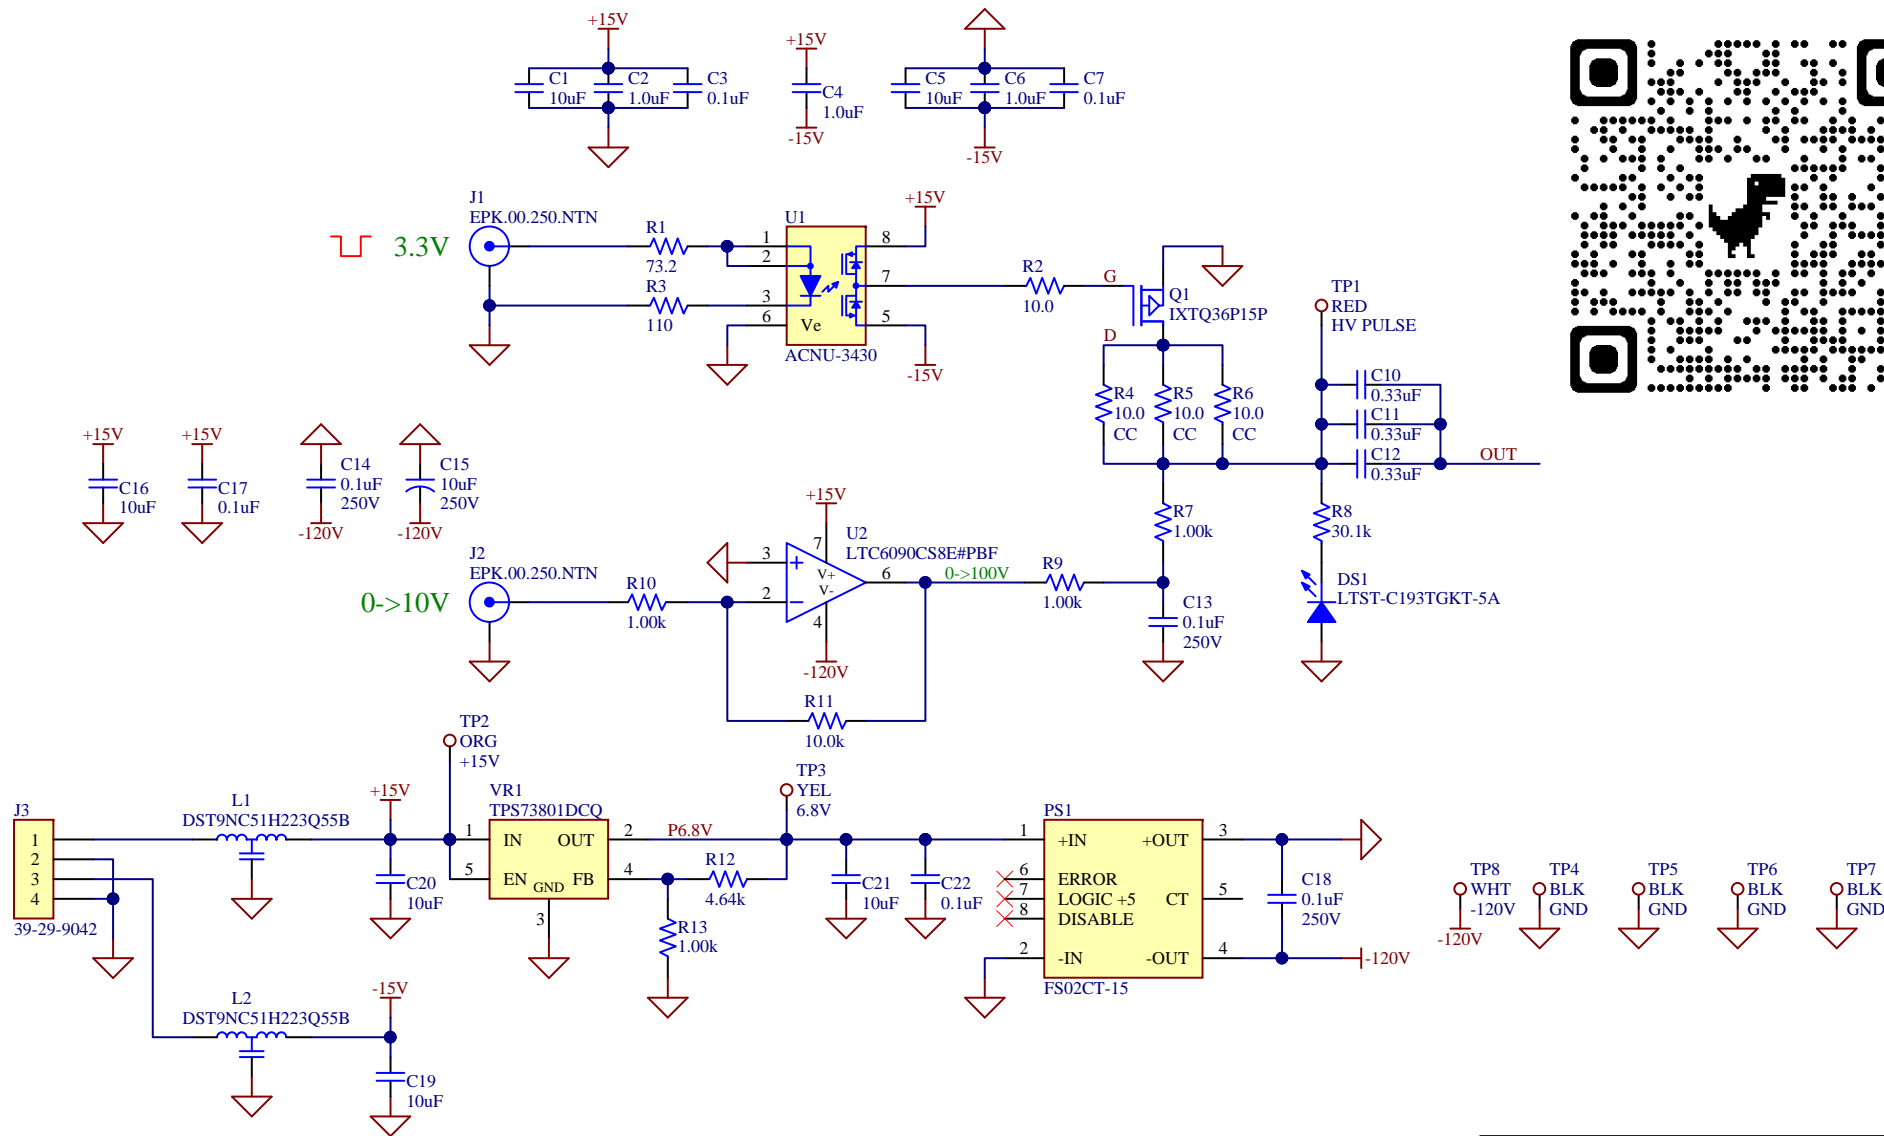 +15V
C1
10uF
C2
1.0uF
C3
0.1uF
+15V
C4
1.0uF
-15V
C5
10uF
C6
1.0uF
C7
0.1uF
-15V
J1
EPK.00.250.NTN
3.3V
R1
73.2
R3
110
U1
1
2
3
6
Ve
8
7
5
ACNU-3430
+15V
-15V
R2
10.0
G
Q1
IXTQ36P15P
D
R4
10.0
CC
R5
10.0
CC
R6
10.0
CC
TP1
RED
HV PULSE
C10
0.33uF
C11
0.33uF
C12
0.33uF
OUT
+15V
C16
10uF
+15V
C17
0.1uF
C14
0.1uF
250V
-120V
C15
10uF
250V
-120V
J2
EPK.00.250.NTN
0->10V
R10
1.00k
+15V
U2
LTC6090CS8E#PBF
7
3
2
V+
V-
6
4
-120V
0->100V
R11
10.0k
R9
1.00k
R7
1.00k
C13
0.1uF
250V
R8
30.1k
DS1
LTST-C193TGKT-5A
J3
1
2
3
4
39-29-9042
L1
DST9NC51H223Q55B
+15V
C20
10uF
TP2
ORG
+15V
VR1
TPS73801DCQ
1
IN
OUT
2
5
EN
GND
FB
4
3
P6.8V
R12
4.64k
R13
1.00k
TP3
YEL
6.8V
C21
10uF
C22
0.1uF
PS1
1
+IN
+OUT
3
6
ERROR
7
LOGIC +5
CT
5
8
DISABLE
2
-IN
-OUT
4
FS02CT-15
C18
0.1uF
250V
-120V
TP8
WHT
-120V
-120V
TP4
BLK
GND
TP5
BLK
GND
TP6
BLK
GND
TP7
BLK
GND
L2
DST9NC51H223Q55B
-15V
C19
10uF